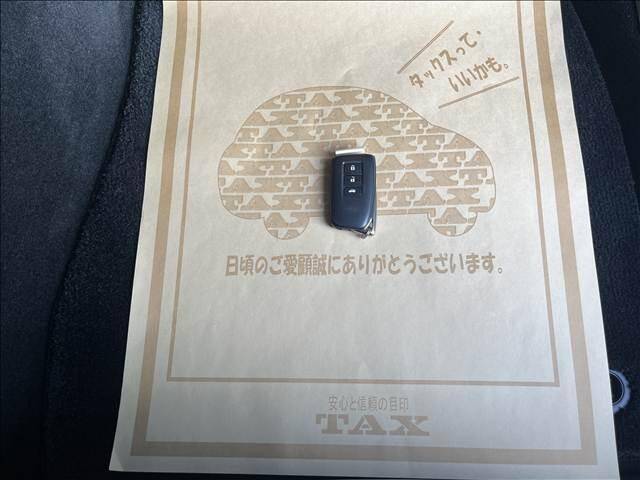 タックスって、
いいかも。
日頃のご愛顧誠にありがとうございます。
安心と信頼の目印
TAX